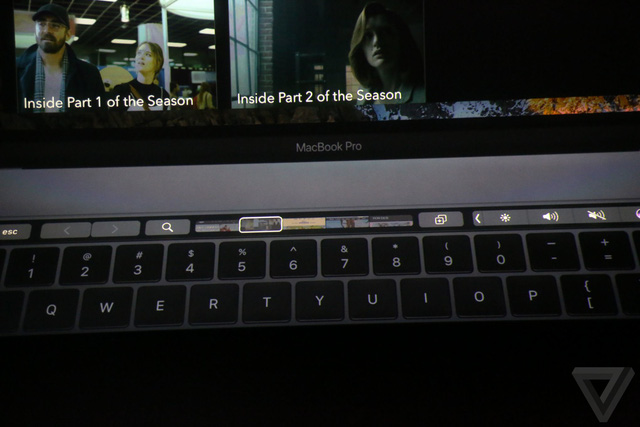 Inside Part 1 of the Season
Inside Part 2 of the Season
MacBook Pro
esc
! @ # $ % ^ & * ( ) — +
1 2 3 4 5 6 7 8 9 0 - =
Q W E R T Y U I O P { [